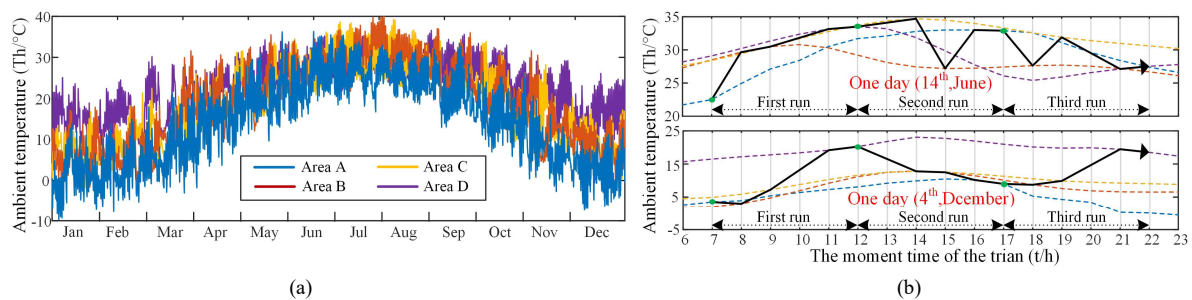 Ambient temperature (Th/°C)
40
30
20
10
0
-10
Area A
Area C
Area B
Area D
Jan Feb Mar Apr May Jun Jul Aug Sep Oct Nov Dec
(a)
Ambient temperature (Th/°C)
35
30
25
20
One day (14th,June)
First run Second run Third run
25
15
5
-5
One day (4th,Dcember)
First run Second run Third run
6 7 8 9 10 11 12 13 14 15 16 17 18 19 20 21 22 23
The moment time of the trian (t/h)
(b)